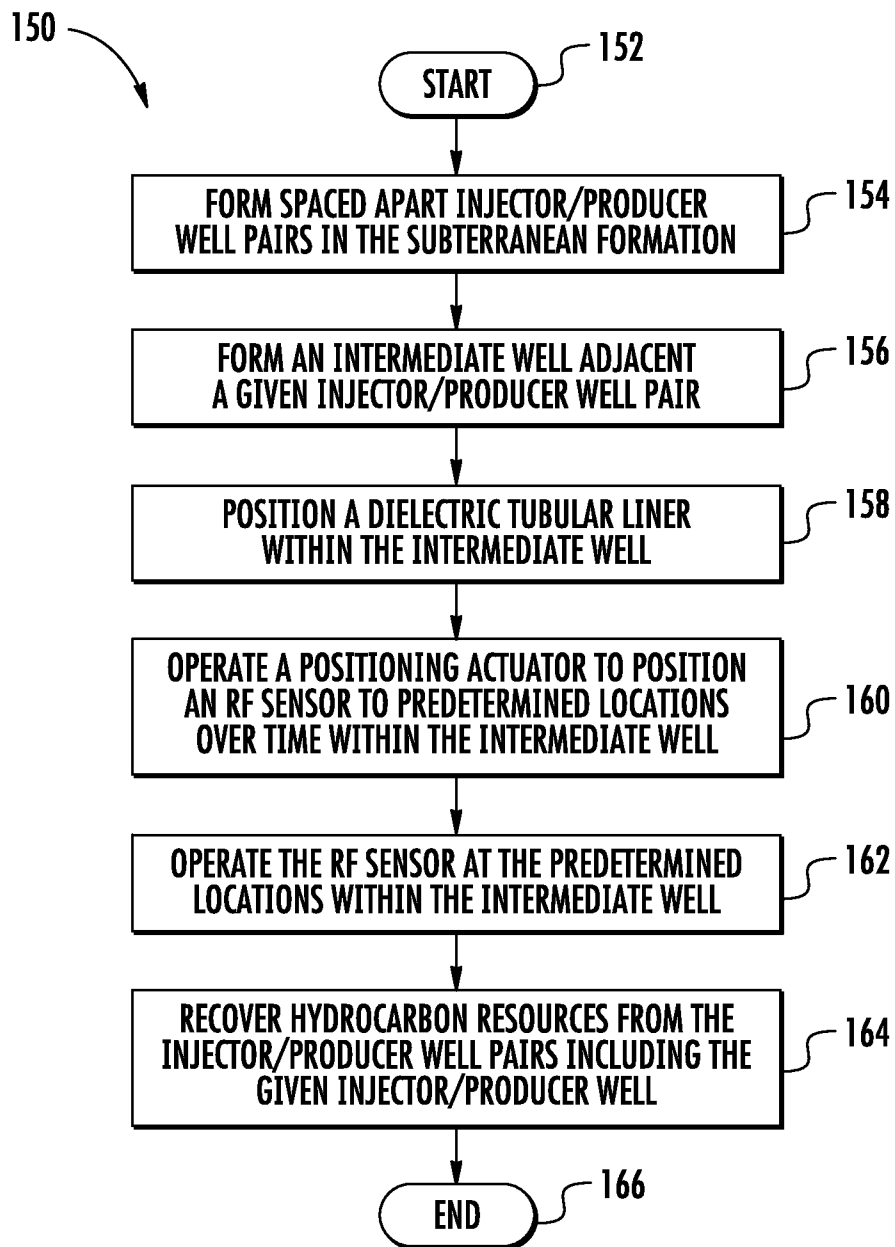 150
START
152
FORM SPACED APART INJECTOR/PRODUCER
WELL PAIRS IN THE SUBTERRANEAN FORMATION
154
FORM AN INTERMEDIATE WELL ADJACENT
A GIVEN INJECTOR/PRODUCER WELL PAIR
156
POSITION A DIELECTRIC TUBULAR LINER
WITHIN THE INTERMEDIATE WELL
158
OPERATE A POSITIONING ACTUATOR TO POSITION
AN RF SENSOR TO PREDETERMINED LOCATIONS
OVER TIME WITHIN THE INTERMEDIATE WELL
160
OPERATE THE RF SENSOR AT THE PREDETERMINED
LOCATIONS WITHIN THE INTERMEDIATE WELL
162
RECOVER HYDROCARBON RESOURCES FROM THE
INJECTOR/PRODUCER WELL PAIRS INCLUDING THE
GIVEN INJECTOR/PRODUCER WELL
164
END
166